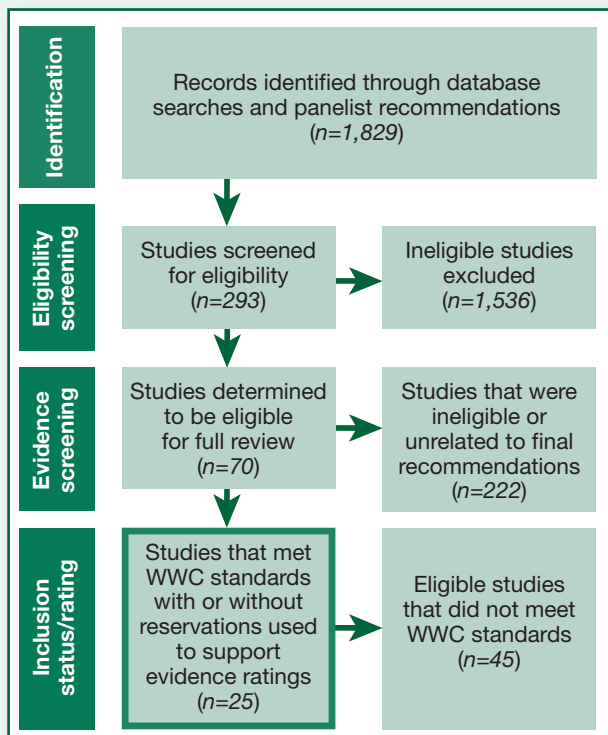 Identification
Records identified through database
searches and panelist recommendations
(n=1,829)
Eligibility
screening
Studies screened
for eligibility
(n=293)
Ineligible studies
excluded
(n=1,536)
Evidence
screening
Studies determined
to be eligible
for full review
(n=70)
Studies that were
ineligible or
unrelated to final
recommendations
(n=222)
Inclusion
status/rating
Studies that met
WWC standards
with or without
reservations used
to support
evidence ratings
(n=25)
Eligible studies
that did not meet
WWC standards
(n=45)